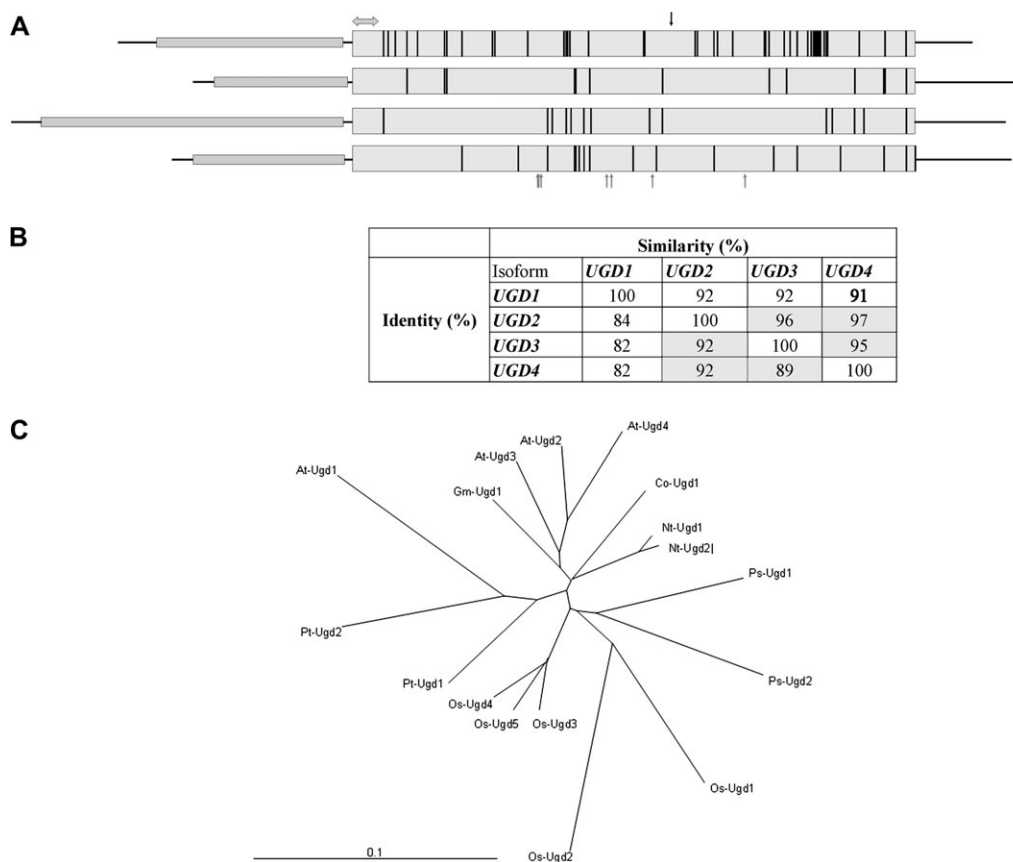 A
B
Similarity (%)
Identity (%)
Isoform UGD1 UGD2 UGD3 UGD4
UGD1 100 92 92 91
UGD2 84 100 96 97
UGD3 82 92 100 95
UGD4 82 92 89 100
C
At-Ugd4
At-Ugd2
At-Ugd3
At-Ugd1
Gm-Ugd1
Co-Ugd1
Nt-Ugd1
Nt-Ugd2|
Ps-Ugd1
Pt-Ugd2
Ps-Ugd2
Pt-Ugd1
Os-Ugd4
Os-Ugd5
Os-Ugd3
Os-Ugd1
Os-Ugd2
0.1